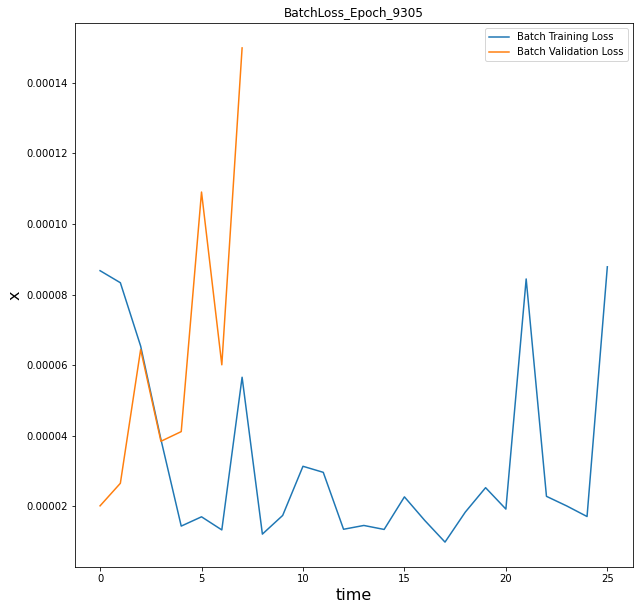 BatchLoss_Epoch_9305
Batch Training Loss
Batch Validation Loss
0.00014
0.00012
0.00010
0.00008
0.00006
0.00004
0.00002
x
0 5 10 15 20 25
time